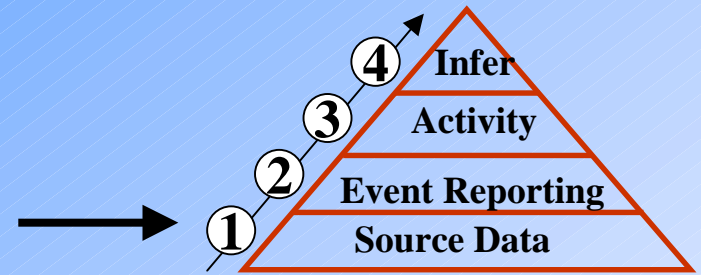 4 Infer
3 Activity
2 Event Reporting
1 Source Data